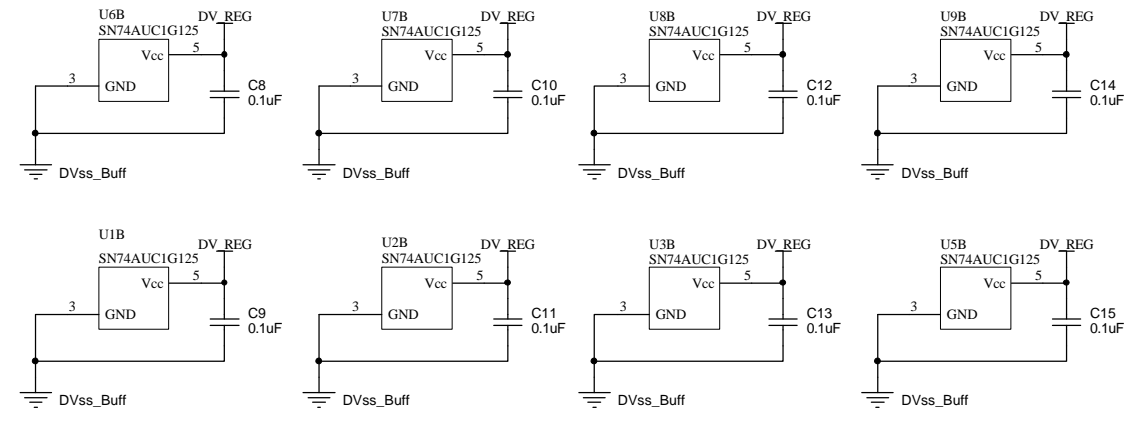 U6B
DV_REG
SN74AUC1G125
Vcc
5
3
GND
C8
0.1uF
DVss_Buff
U7B
DV_REG
SN74AUC1G125
Vcc
5
3
GND
C10
0.1uF
DVss_Buff
U8B
DV_REG
SN74AUC1G125
Vcc
5
3
GND
C12
0.1uF
DVss_Buff
U9B
DV_REG
SN74AUC1G125
Vcc
5
3
GND
C14
0.1uF
DVss_Buff
U1B
DV_REG
SN74AUC1G125
Vcc
5
3
GND
C9
0.1uF
DVss_Buff
U2B
DV_REG
SN74AUC1G125
Vcc
5
3
GND
C11
0.1uF
DVss_Buff
U3B
DV_REG
SN74AUC1G125
Vcc
5
3
GND
C13
0.1uF
DVss_Buff
U5B
DV_REG
SN74AUC1G125
Vcc
5
3
GND
C15
0.1uF
DVss_Buff